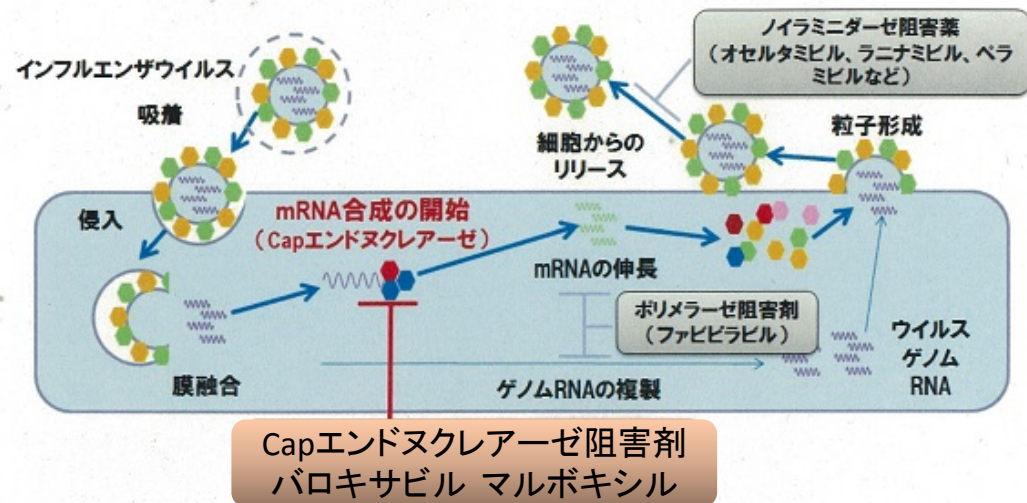 インフルエンザウイルス
吸着
侵入
膜融合
mRNA合成の開始
(Capエンドヌクレアーゼ)
mRNAの伸長
ポリメラーゼ阻害剤
(ファビピラビル)
ゲノムRNAの複製
ウイルス
ゲノム
RNA
粒子形成
細胞からの
リリース
ノイラミニダーゼ阻害薬
(オセルタミビル、ラニナミビル、ペラ
ミビルなど)
Capエンドヌクレアーゼ阻害剤
バロキサビル マルボキシル